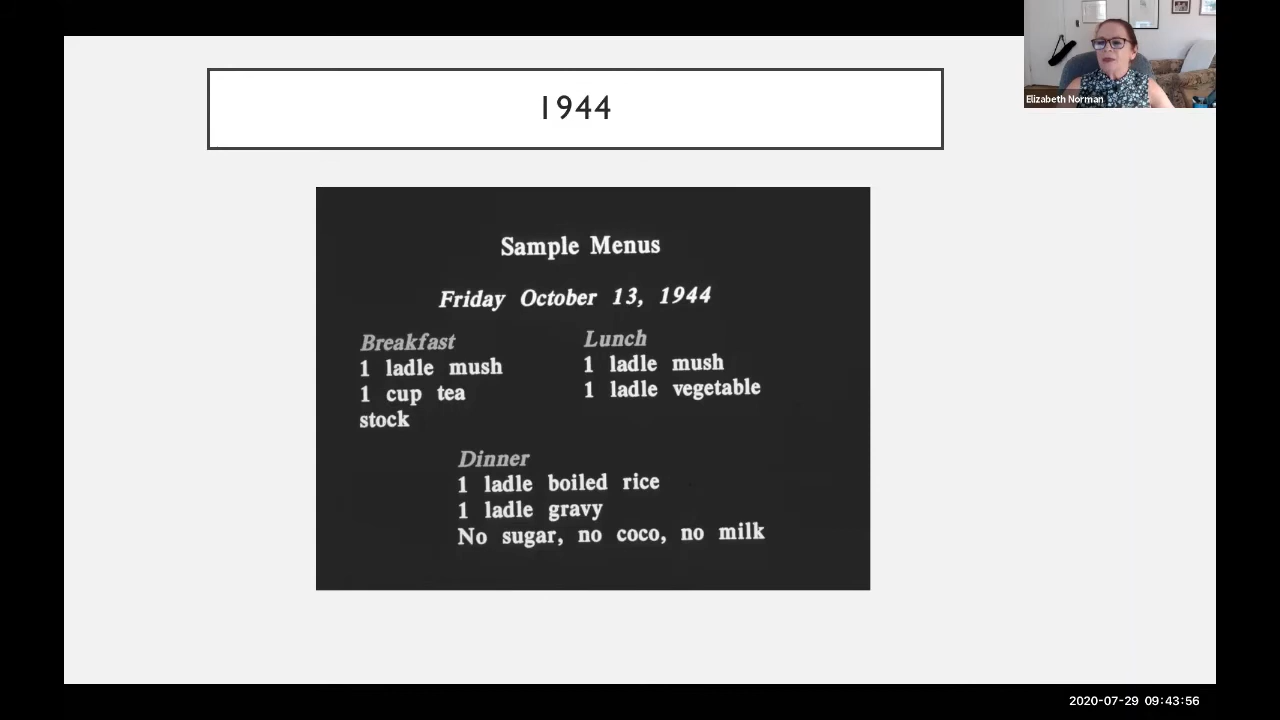 1944
Elizabeth Norman
Sample Menus
Friday October 13, 1944
Breakfast
1 ladle mush
1 cup tea
stock
Lunch
1 ladle mush
1 ladle vegetable
Dinner
1 ladle boiled rice
1 ladle gravy
No sugar, no coco, no milk
2020-07-29 09:43:56